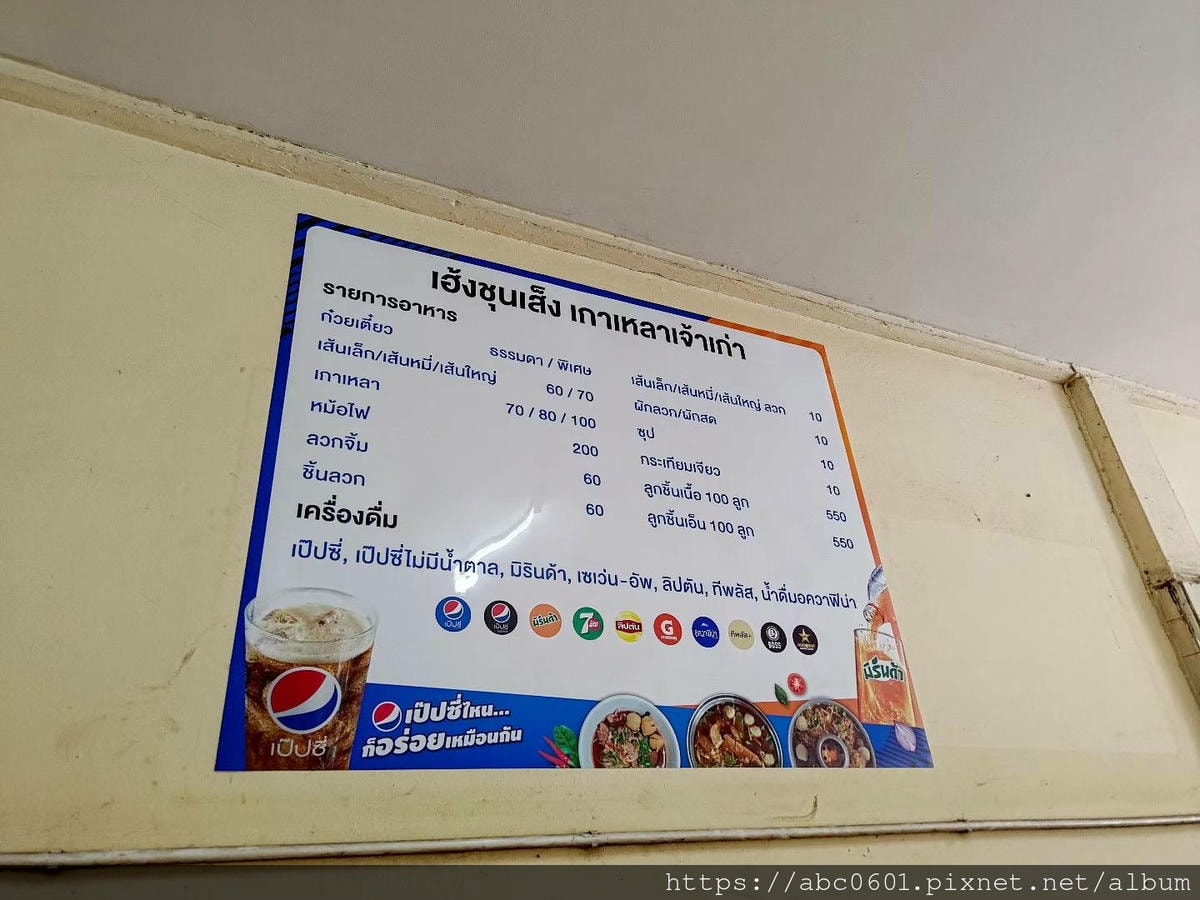 เฮ้งชุนเส็ง เกาเหลาเจ้าเก่า
รายการอาหาร
ก๋วยเตี๋ยว ธรรมดา / พิเศษ
เส้นเล็ก/เส้นหมี่/เส้นใหญ่ 60 / 70
เกาเหลา 70 / 80 / 100
หม้อไฟ 200
ลวกจิ้ม 60
ชิ้นลวก 60
เส้นเล็ก/เส้นหมี่/เส้นใหญ่ ลวก 10
ผักลวก/ผักสด 10
ซุป 10
กระเทียมเจียว 10
ลูกชิ้นเนื้อ 100 ลูก 550
ลูกชิ้นเอ็น 100 ลูก 550
เครื่องดื่ม
เป๊ปซี่, เป๊ปซี่ไม่มีน้ำตาล, มิรินด้า, เซเว่น-อัพ, ลิปตัน, ทีพลัส, น้ำดื่มอควาฟิน่า
เป๊ปซี่ เป๊ปซี่ มิรินด้า 7 อัพ ลิปตัน G อควาฟิน่า ทีพลัส+ BOSS
เป๊ปซี่
เป๊ปซี่ไหน...
ก็อร่อยเหมือนกัน
มิรินด้า
https://abc0601.pixnet.net/album